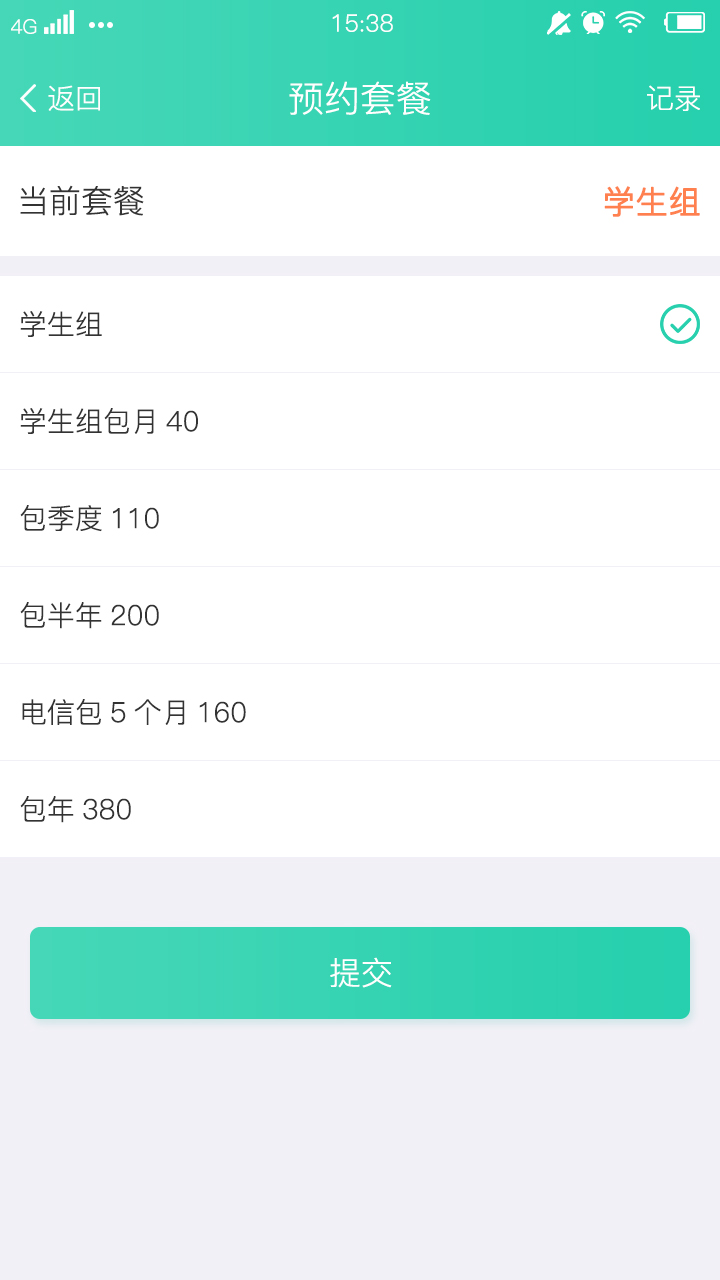 4G 15:38
返回 预约套餐 记录
当前套餐 学生组
学生组
学生组包月 40
包季度 110
包半年 200
电信包 5 个月 160
包年 380
提交